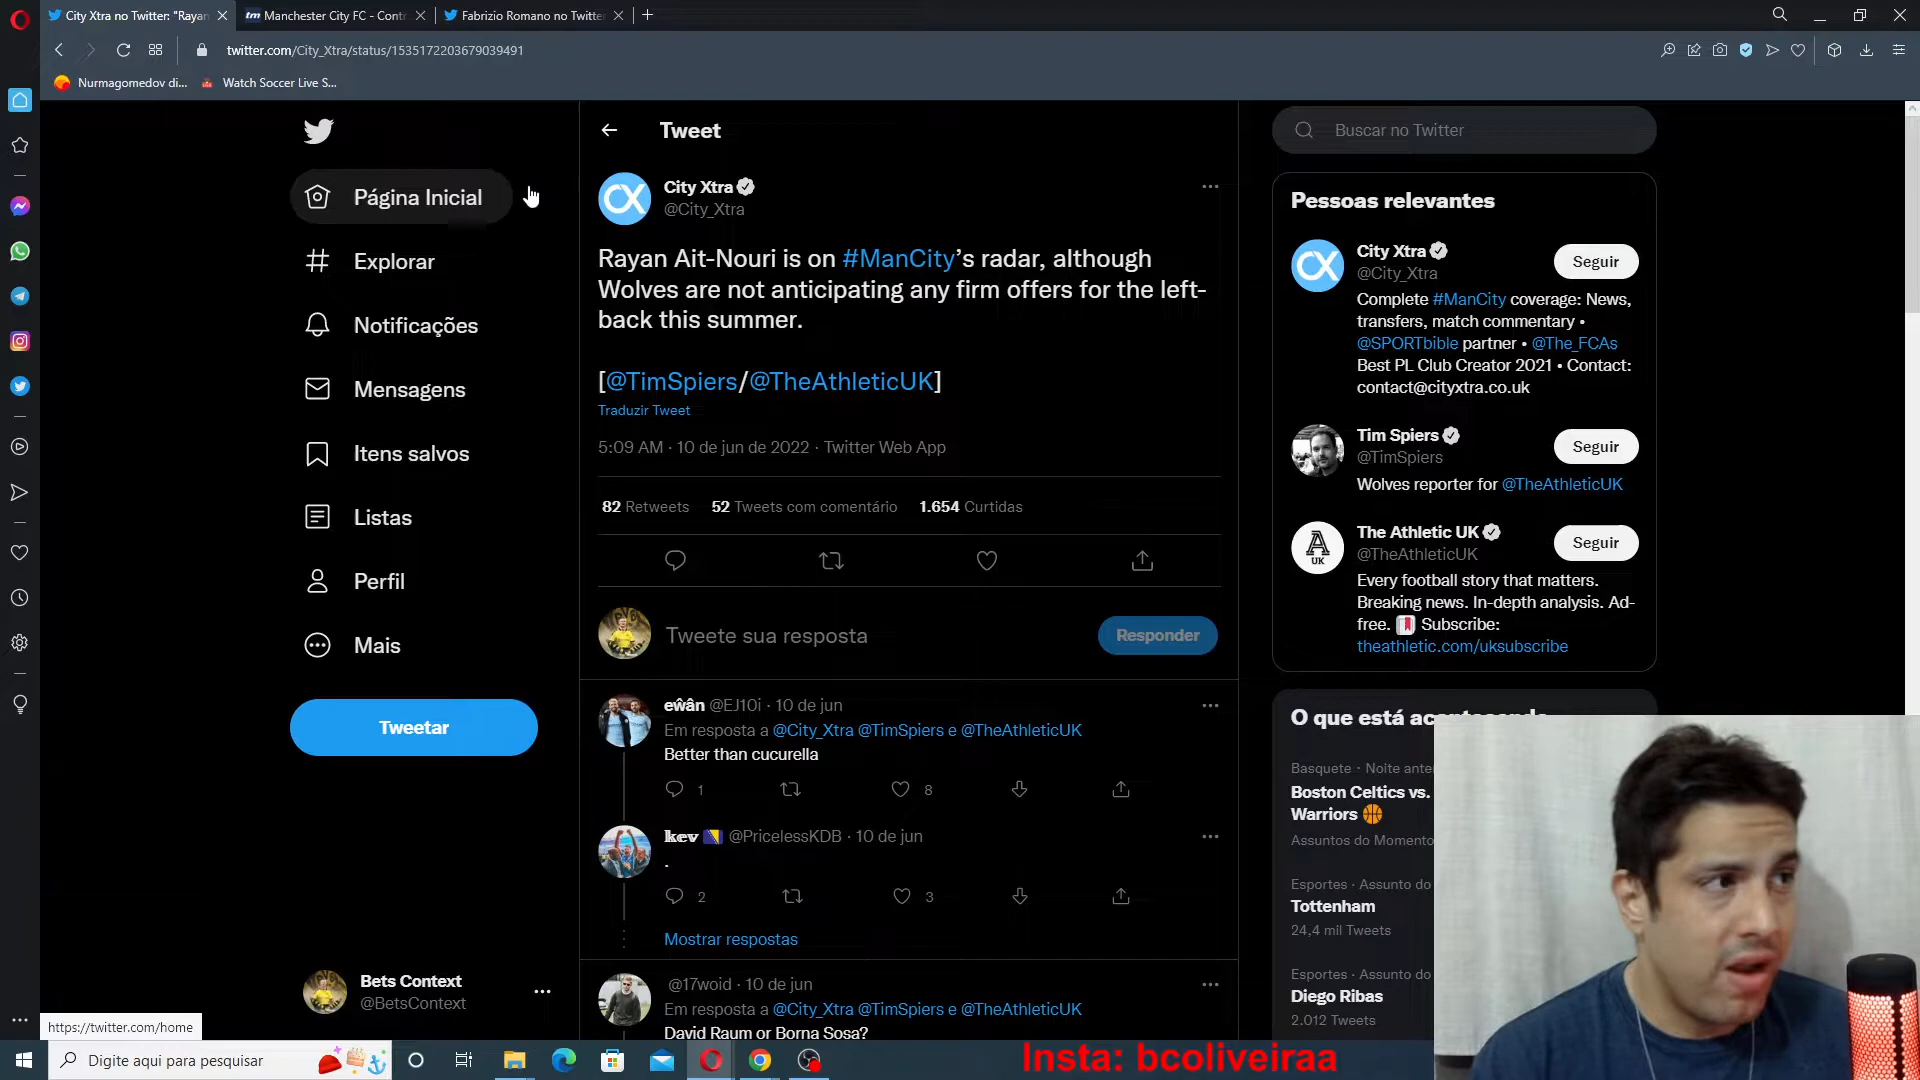 City Xtra no Twitter: "Rayan
Manchester City FC - Contr
Fabrizio Romano no Twitter
twitter.com/City_Xtra/status/1535172203679039491
Nurmagomedov di...
Watch Soccer Live S...
Página Inicial
Explorar
Notificações
Mensagens
Itens salvos
Listas
Perfil
Mais
Tweetar
Bets Context
@BetsContext
https://twitter.com/home
Tweet
City Xtra
@City_Xtra
Rayan Ait-Nouri is on #ManCity’s radar, although
Wolves are not anticipating any firm offers for the left-
back this summer.
[@TimSpiers/@TheAthleticUK]
Traduzir Tweet
5:09 AM · 10 de jun de 2022 · Twitter Web App
82 Retweets 52 Tweets com comentário 1.654 Curtidas
Tweete sua resposta
Responder
eŵân @EJ10i · 10 de jun
Em resposta a @City_Xtra @TimSpiers e @TheAthleticUK
Better than cucurella
1 8
kev @PricelessKDB · 10 de jun
.
2 3
Mostrar respostas
@17woid · 10 de jun
Em resposta a @City_Xtra @TimSpiers e @TheAthleticUK
David Raum or Borna Sosa?
Buscar no Twitter
Pessoas relevantes
City Xtra
@City_Xtra
Seguir
Complete #ManCity coverage: News,
transfers, match commentary •
@SPORTbible partner • @The_FCAs
Best PL Club Creator 2021 • Contact:
contact@cityxtra.co.uk
Tim Spiers
@TimSpiers
Seguir
Wolves reporter for @TheAthleticUK
The Athletic UK
@TheAthleticUK
Seguir
Every football story that matters.
Breaking news. In-depth analysis. Ad-
free. Subscribe:
theathletic.com/uksubscribe
O que está acontecendo
Basquete · Noite anter
Boston Celtics vs.
Warriors
Assuntos do Momento
Esportes · Assunto do
Tottenham
24,4 mil Tweets
Esportes · Assunto do
Diego Ribas
2.012 Tweets
Digite aqui para pesquisar
Insta: bcoliveiraa